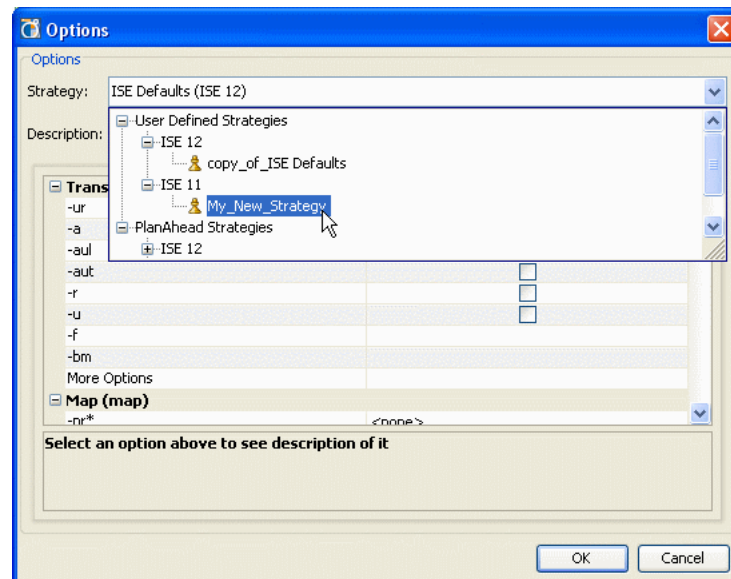 Options
Options
Strategy: ISE Defaults (ISE 12)
Description:
User Defined Strategies
ISE 12
copy_of_ISE Defaults
ISE 11
My_New_Strategy
PlanAhead Strategies
ISE 12
Trans
-ur
-a
-aul
-aut
-r
-u
-f
-bm
More Options
Map (map)
-pr* <none>
Select an option above to see description of it
OK Cancel